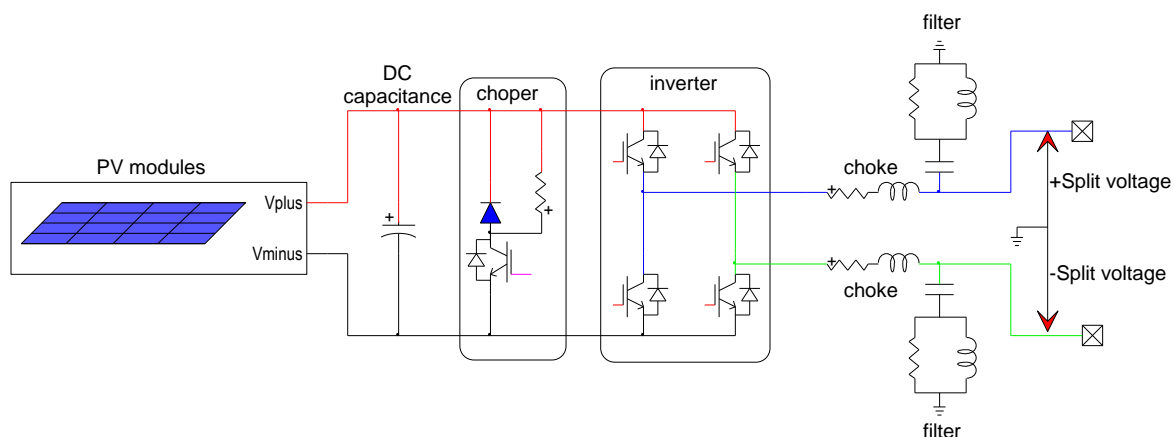 filter
DC
capacitance
choper
inverter
PV modules
Vplus
Vminus
+
+
choke
+
+Split voltage
-Split voltage
+
choke
filter